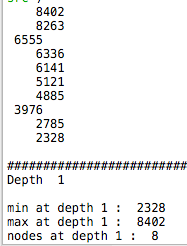 8402
8263
6555
6336
6141
5121
4885
3976
2785
2328
##########################
Depth 1
min at depth 1 : 2328
max at depth 1 : 8402
nodes at depth 1 : 8